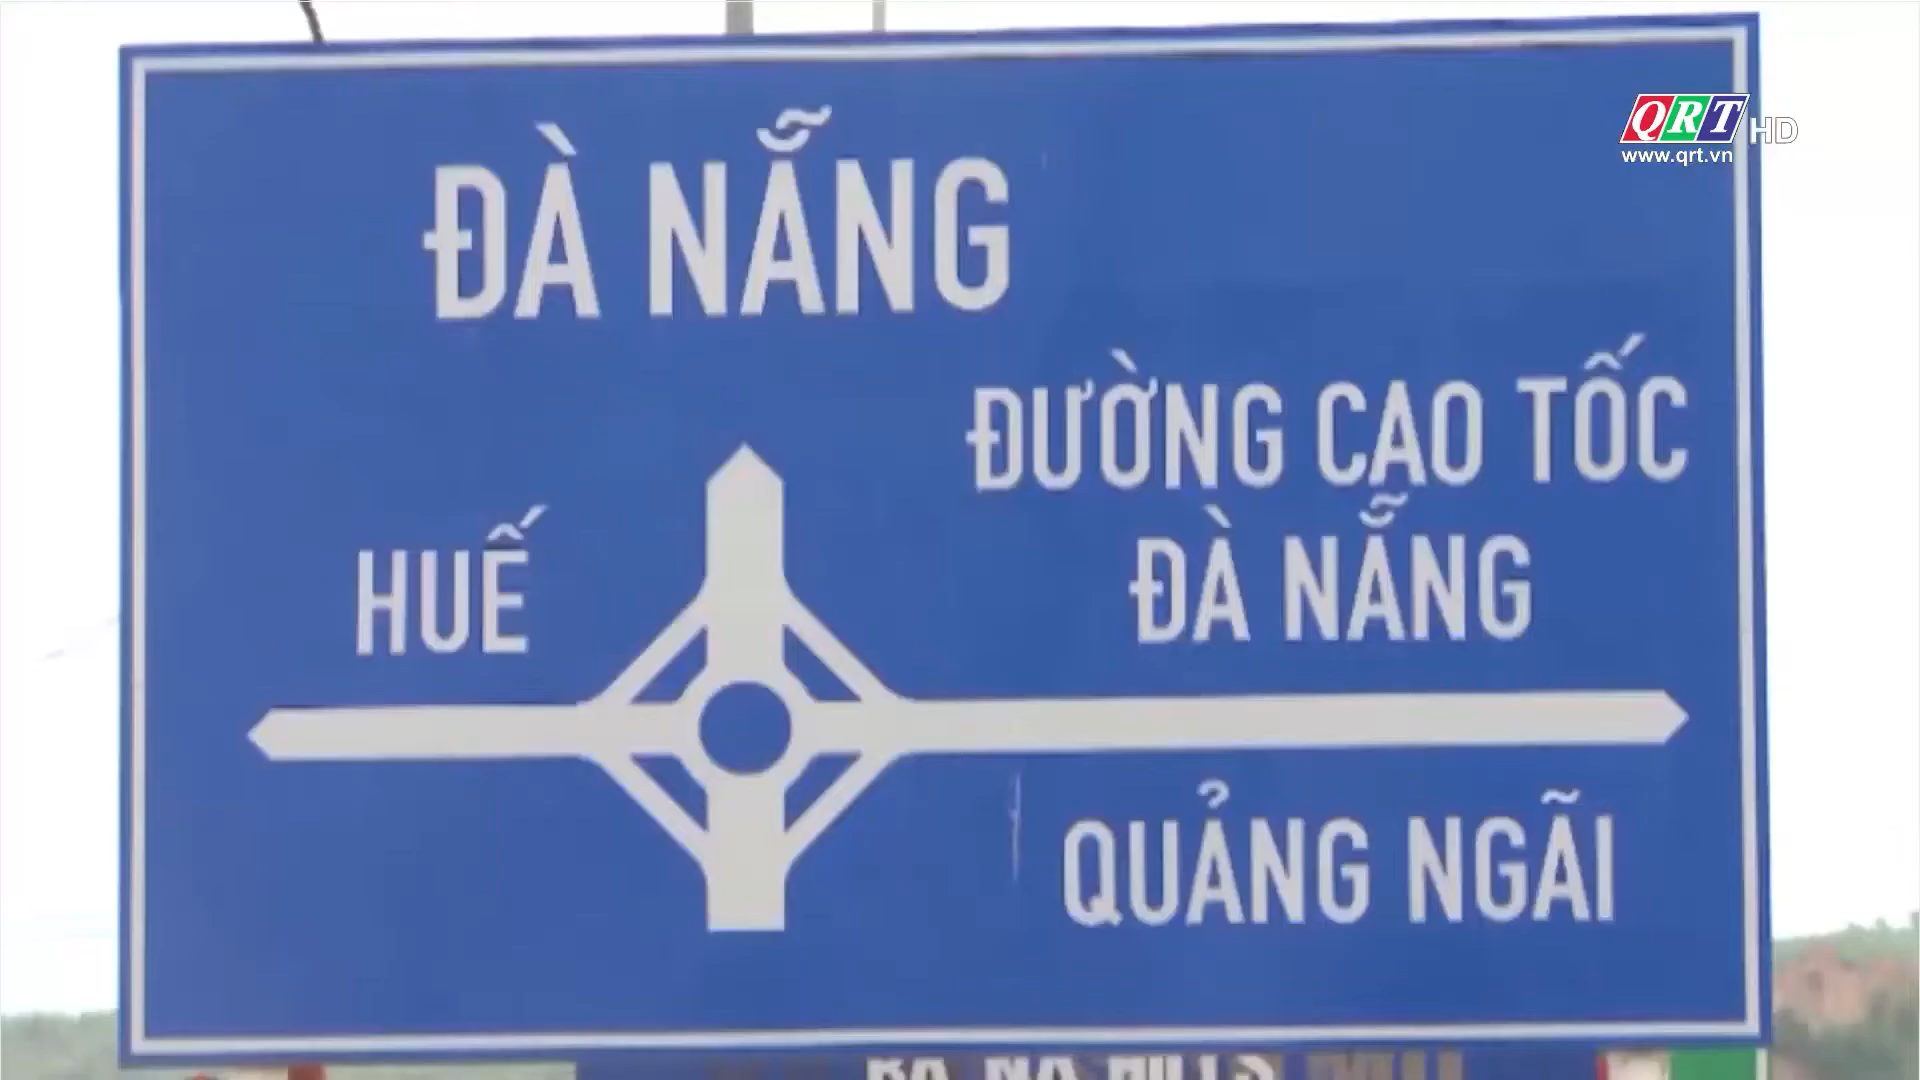 QRT HD
www.qrt.vn
ĐÀ NẴNG
ĐƯỜNG CAO TỐC
ĐÀ NẴNG
HUẾ
QUẢNG NGÃI